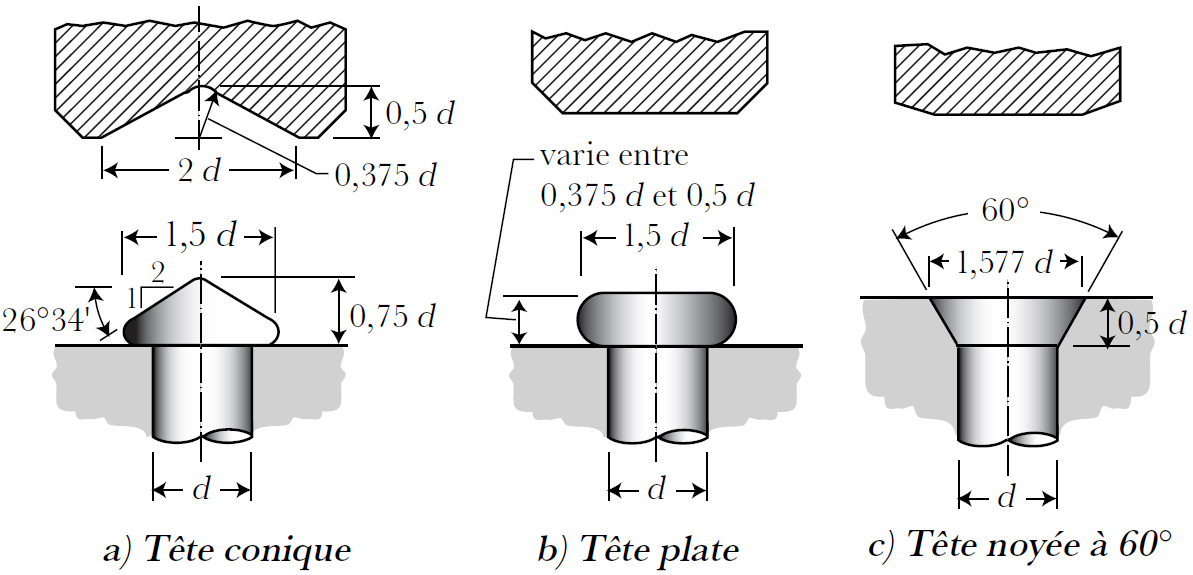 0,5 d
2 d
0,375 d
1,5 d
2
1
26°34'
0,75 d
d
a) Tête conique
varie entre
0,375 d et 0,5 d
1,5 d
d
b) Tête plate
60°
1,577 d
0,5 d
d
c) Tête noyée à 60°